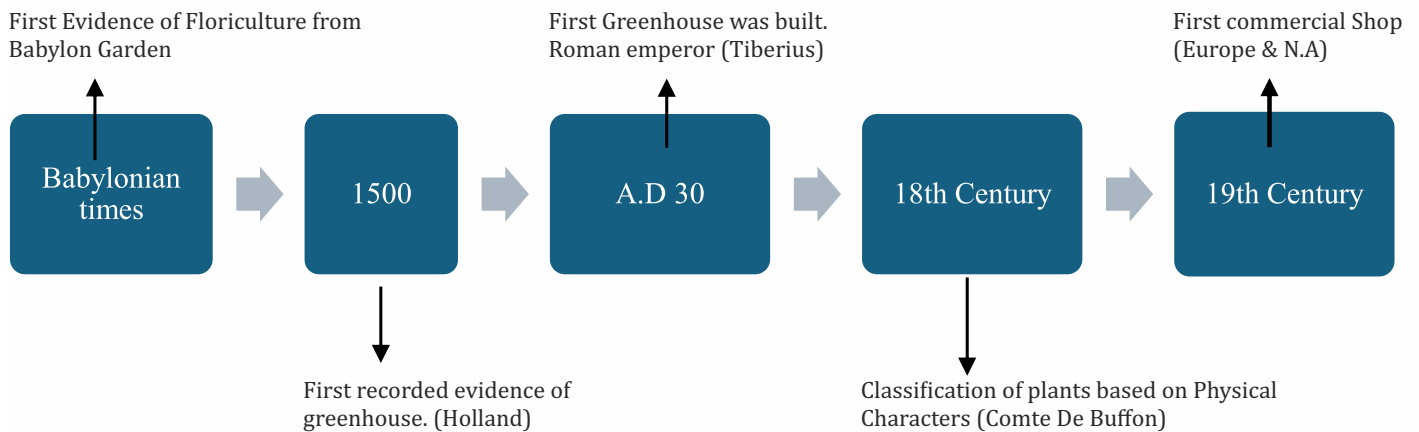 First Evidence of Floriculture from
Babylon Garden
First Greenhouse was built.
Roman emperor (Tiberius)
First commercial Shop
(Europe & N.A)
Babylonian
times
1500
A.D 30
18th Century
19th Century
First recorded evidence of
greenhouse. (Holland)
Classification of plants based on Physical
Characters (Comte De Buffon)